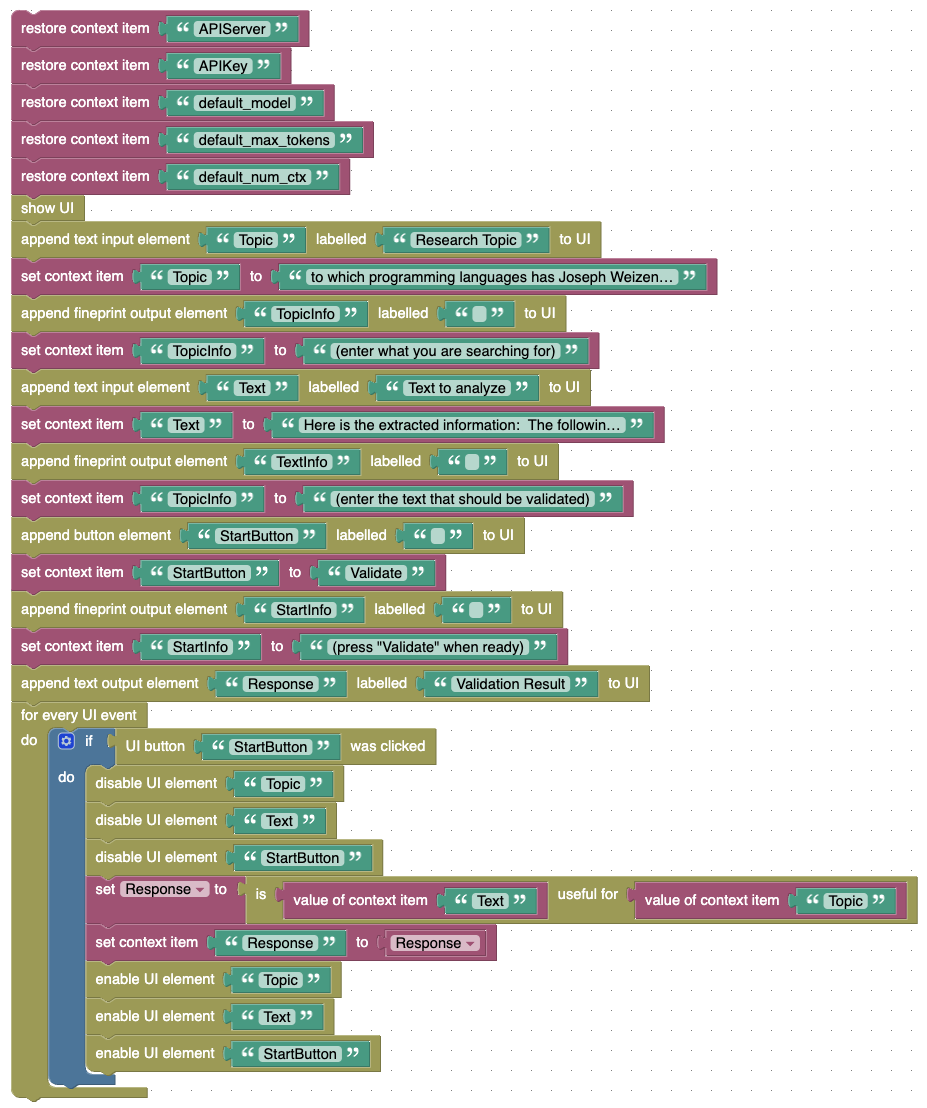 restore context item “ APIServer ”
restore context item “ APIKey ”
restore context item “ default_model ”
restore context item “ default_max_tokens ”
restore context item “ default_num_ctx ”
show UI
append text input element “ Topic ” labelled “ Research Topic ” to UI
set context item “ Topic ” to “ to which programming languages has Joseph Weizen… ”
append fineprint output element “ TopicInfo ” labelled “ ” to UI
set context item “ TopicInfo ” to “ (enter what you are searching for) ”
append text input element “ Text ” labelled “ Text to analyze ” to UI
set context item “ Text ” to “ Here is the extracted information:  The followin… ”
append fineprint output element “ TextInfo ” labelled “ ” to UI
set context item “ TopicInfo ” to “ (enter the text that should be validated) ”
append button element “ StartButton ” labelled “ ” to UI
set context item “ StartButton ” to “ Validate ”
append fineprint output element “ StartInfo ” labelled “ ” to UI
set context item “ StartInfo ” to “ (press "Validate" when ready) ”
append text output element “ Response ” labelled “ Validation Result ” to UI
for every UI event
do if UI button “ StartButton ” was clicked
do disable UI element “ Topic ”
disable UI element “ Text ”
disable UI element “ StartButton ”
set Response to is value of context item “ Text ” useful for value of context item “ Topic ”
set context item “ Response ” to Response
enable UI element “ Topic ”
enable UI element “ Text ”
enable UI element “ StartButton ”